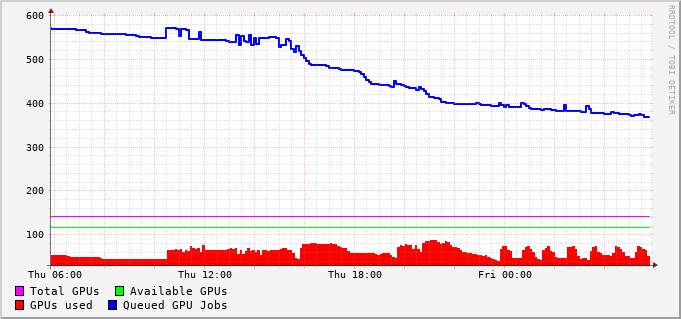 600
500
400
300
200
100
Thu 06:00 Thu 12:00 Thu 18:00 Fri 00:00
Total GPUs Available GPUs
GPUs used Queued GPU Jobs
RRDTOOL / TOBI OETIKER